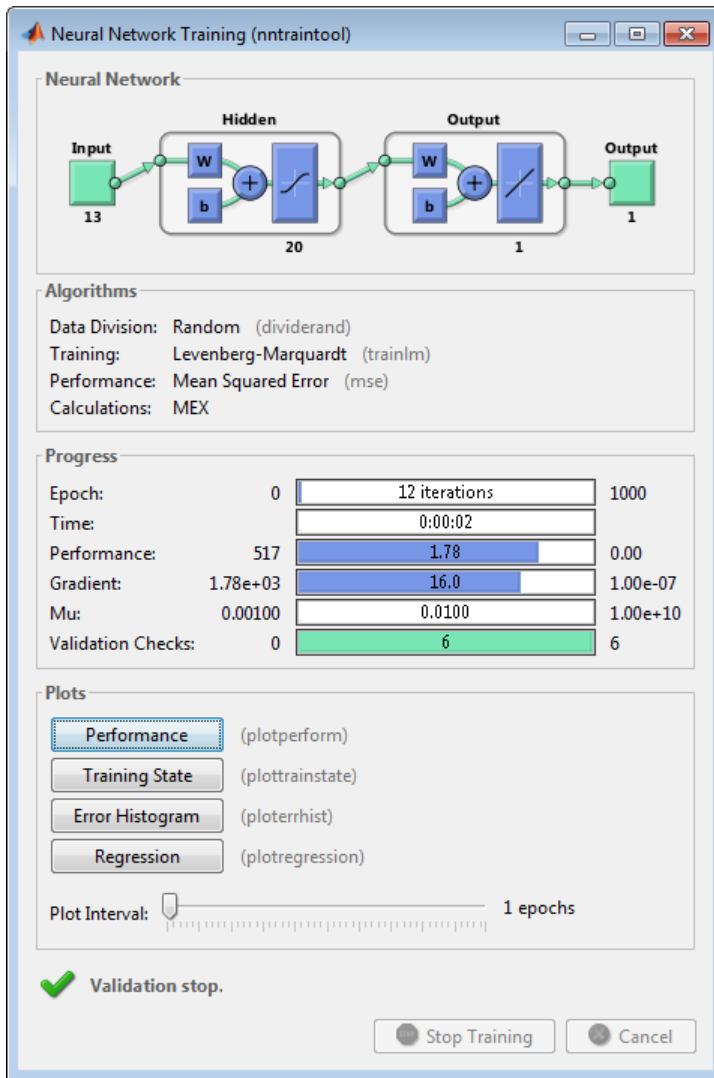 Neural Network Training (nntraintool)
Neural Network
Hidden Output
Input Output
W W
+ +
b b
13 1
20 1
Algorithms
Data Division: Random (dividerand)
Training: Levenberg-Marquardt (trainlm)
Performance: Mean Squared Error (mse)
Calculations: MEX
Progress
Epoch: 0 12 iterations 1000
Time: 0:00:02
Performance: 517 1.78 0.00
Gradient: 1.78e+03 16.0 1.00e-07
Mu: 0.00100 0.0100 1.00e+10
Validation Checks: 0 6 6
Plots
Performance (plotperform)
Training State (plottrainstate)
Error Histogram (ploterrhist)
Regression (plotregression)
Plot Interval: 1 epochs
Validation stop.
Stop Training Cancel